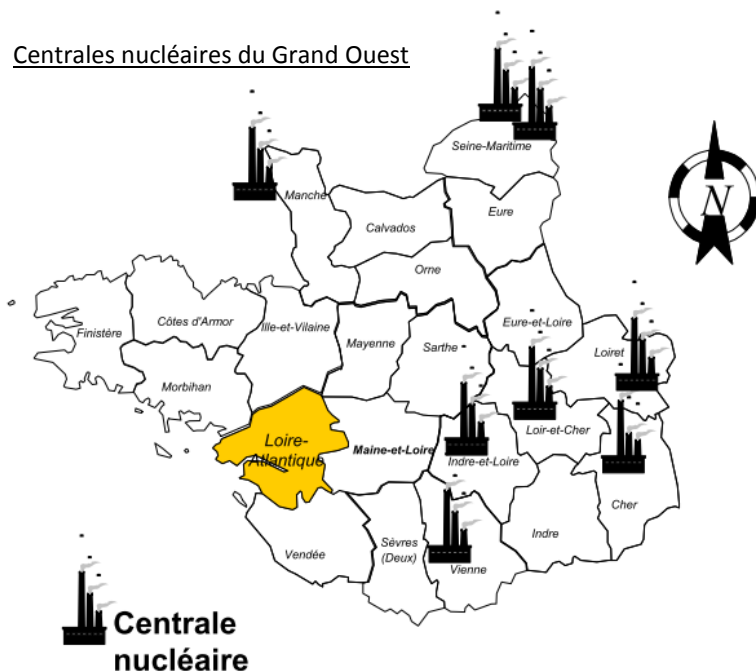 Centrales nucléaires du Grand Ouest
Seine-Maritime
Manche
Calvados
Eure
N
Orne
Finistère
Côtes d'Armor
Ille-et-Vilaine
Mayenne
Sarthe
Eure-et-Loire
Loiret
Morbihan
Loire-
Atlantique
Maine-et-Loire
Indre-et-Loire
Loir-et-Cher
Cher
Vendée
Sèvres
(Deux)
Vienne
Indre
Centrale
nucléaire